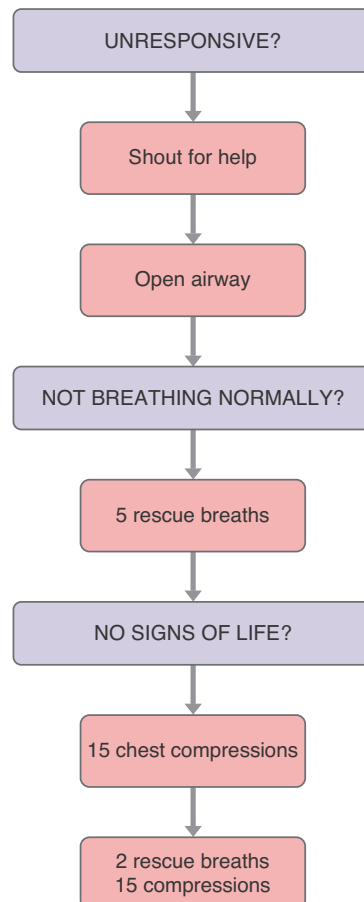 UNRESPONSIVE?
Shout for help
Open airway
NOT BREATHING NORMALLY?
5 rescue breaths
NO SIGNS OF LIFE?
15 chest compressions
2 rescue breaths
15 compressions